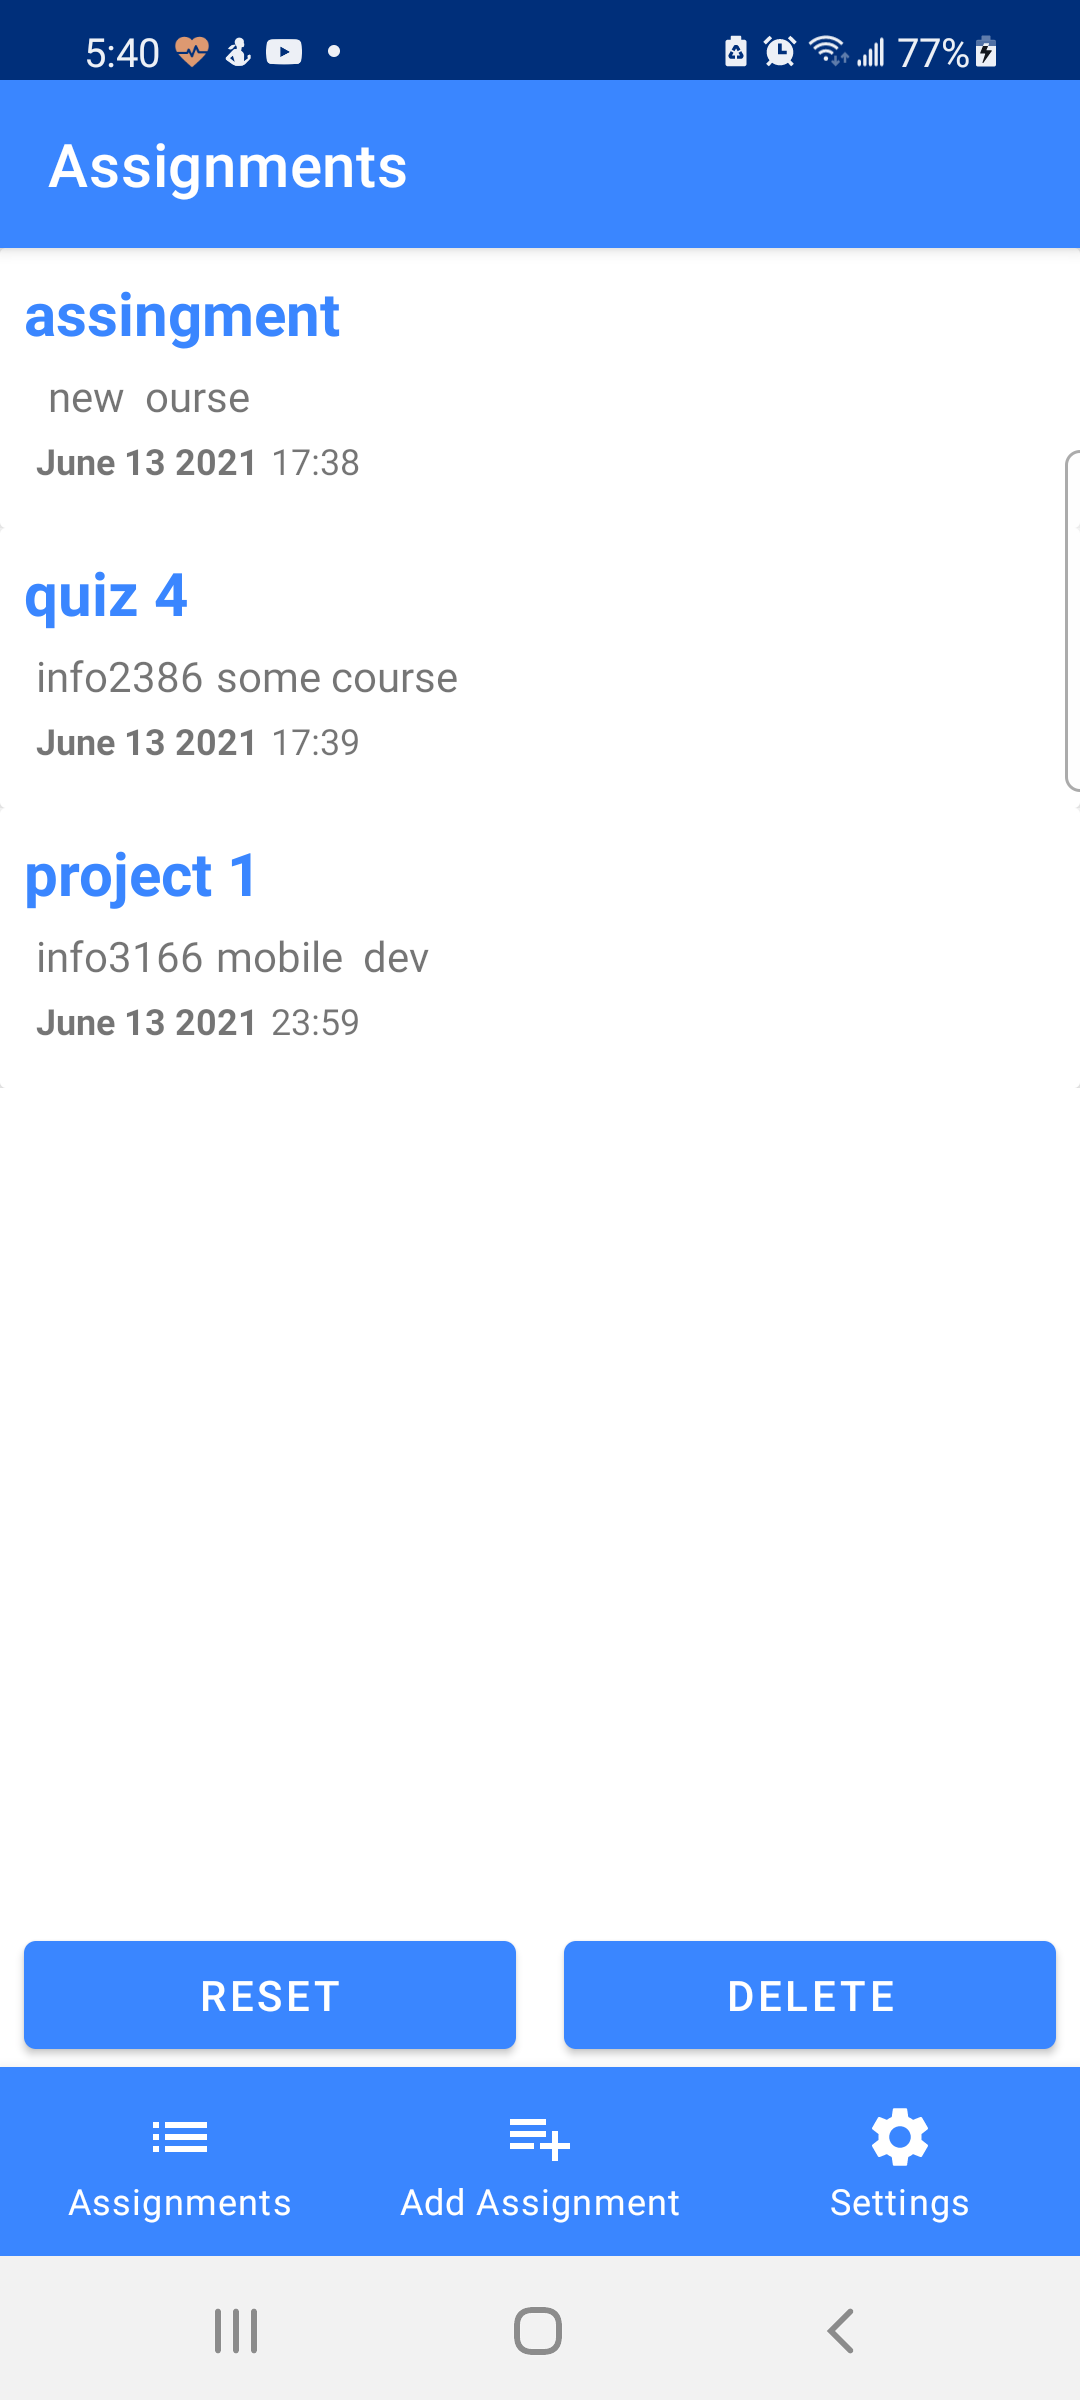 5:40 77%
Assignments
assingment
new ourse
June 13 2021 17:38
quiz 4
info2386 some course
June 13 2021 17:39
project 1
info3166 mobile dev
June 13 2021 23:59
RESET DELETE
Assignments Add Assignment Settings